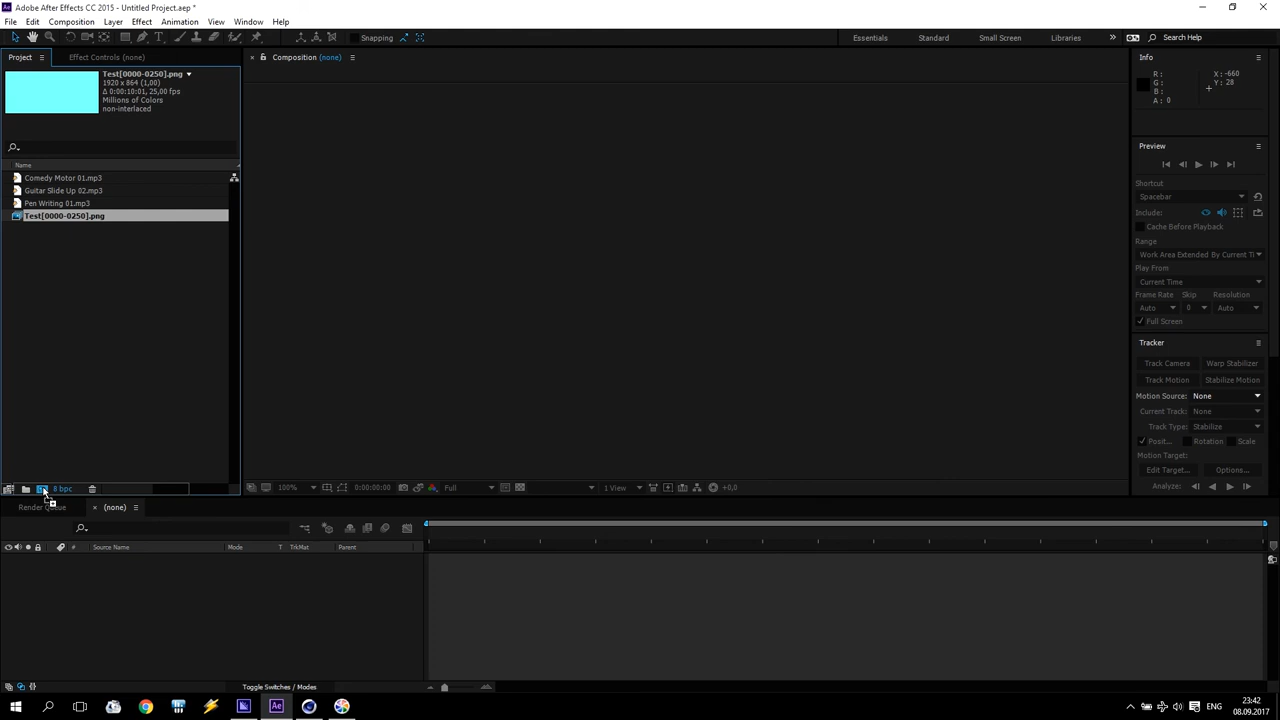 Adobe After Effects CC 2015 - Untitled Project.aep *
File Edit Composition Layer Effect Animation View Window Help
Snapping Essentials Standard Small Screen Libraries Search Help
Project Effect Controls (none) Composition (none) Info
Test[0000-0250].png
1920 x 864 (1,00)
Δ 0:00:10:01, 25,00 fps
Millions of Colors
non-interlaced
R :
G :
B :
A : 0
X: -660
Y: 28
Preview
Name
Comedy Motor 01.mp3
Guitar Slide Up 02.mp3
Pen Writing 01.mp3
Test[0000-0250].png
Shortcut
Spacebar
Include:
Cache Before Playback
Range
Work Area Extended By Current Ti
Play From
Current Time
Frame Rate Skip Resolution
Auto 0 Auto
Full Screen
Tracker
Track Camera Warp Stabilizer
Track Motion Stabilize Motion
Motion Source: None
Current Track: None
Track Type: Stabilize
Posit... Rotation Scale
Motion Target:
Edit Target... Options...
Analyze:
8 bpc 100% 0:00:00:00 Full 1 View +0,0
Render Queue (none)
# Source Name Mode T TrkMat Parent
Toggle Switches / Modes
ENG
23:42
08.09.2017